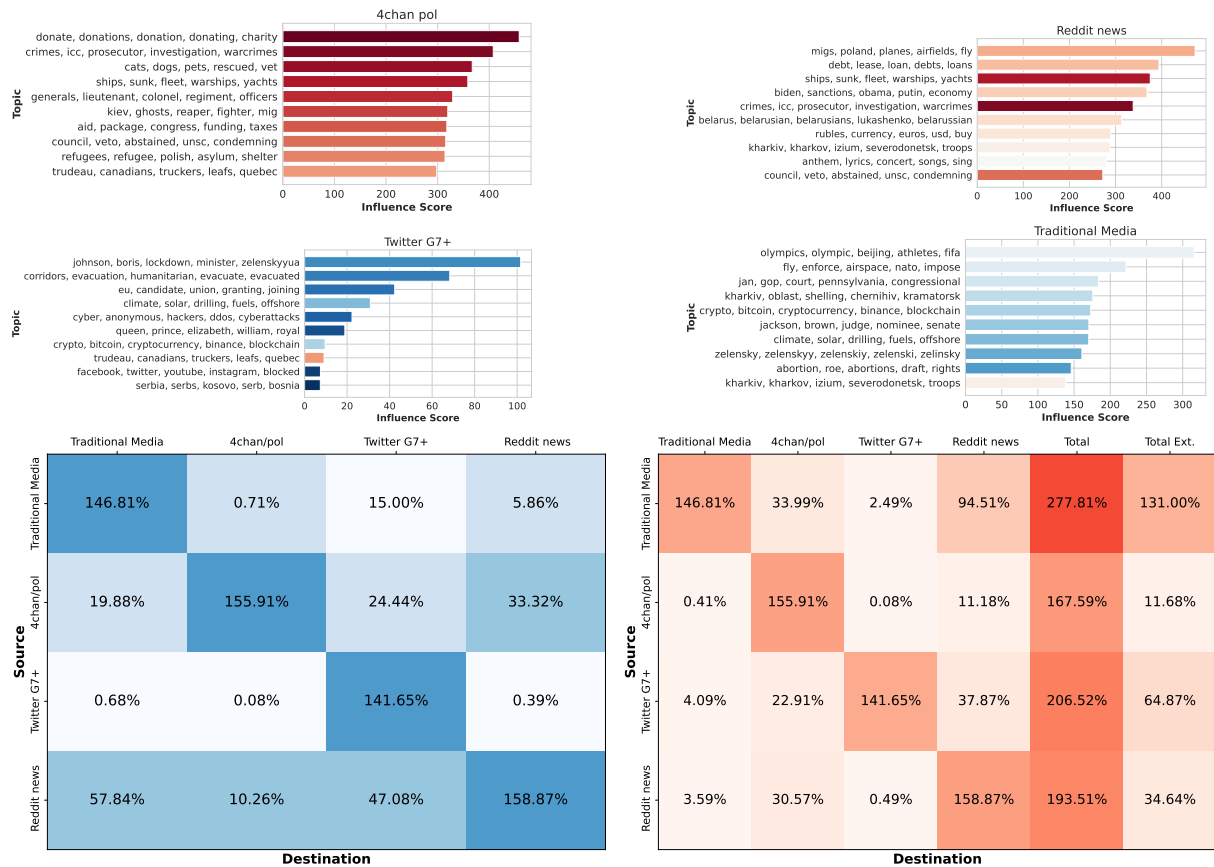 4chan pol
donate, donations, donation, donating, charity
crimes, icc, prosecutor, investigation, warcrimes
cats, dogs, pets, rescued, vet
ships, sunk, fleet, warships, yachts
generals, lieutenant, colonel, regiment, officers
kiev, ghosts, reaper, fighter, mig
aid, package, congress, funding, taxes
council, veto, abstained, unsc, condemning
refugees, refugee, polish, asylum, shelter
trudeau, canadians, truckers, leafs, quebec
Topic
0 100 200 300 400
Influence Score
Reddit news
migs, poland, planes, airfields, fly
debt, lease, loan, debts, loans
ships, sunk, fleet, warships, yachts
biden, sanctions, obama, putin, economy
crimes, icc, prosecutor, investigation, warcrimes
belarus, belarusian, belarusians, lukashenko, belarussian
rubles, currency, euros, usd, buy
kharkiv, kharkov, izium, severodonetsk, troops
anthem, lyrics, concert, songs, sing
council, veto, abstained, unsc, condemning
Topic
0 100 200 300 400
Influence Score
Twitter G7+
johnson, boris, lockdown, minister, zelenskyyua
corridors, evacuation, humanitarian, evacuate, evacuated
eu, candidate, union, granting, joining
climate, solar, drilling, fuels, offshore
cyber, anonymous, hackers, ddos, cyberattacks
queen, prince, elizabeth, william, royal
crypto, bitcoin, cryptocurrency, binance, blockchain
trudeau, canadians, truckers, leafs, quebec
facebook, twitter, youtube, instagram, blocked
serbia, serbs, kosovo, serb, bosnia
Topic
0 20 40 60 80 100
Influence Score
Traditional Media
olympics, olympic, beijing, athletes, fifa
fly, enforce, airspace, nato, impose
jan, gop, court, pennsylvania, congressional
kharkiv, oblast, shelling, chernihiv, kramatorsk
crypto, bitcoin, cryptocurrency, binance, blockchain
jackson, brown, judge, nominee, senate
climate, solar, drilling, fuels, offshore
zelensky, zelenskyy, zelenskiy, zelenski, zelinsky
abortion, roe, abortions, draft, rights
kharkiv, kharkov, izium, severodonetsk, troops
Topic
0 50 100 150 200 250 300
Influence Score
Traditional Media 4chan/pol Twitter G7+ Reddit news
Traditional Media 146.81% 0.71% 15.00% 5.86%
4chan/pol 19.88% 155.91% 24.44% 33.32%
Twitter G7+ 0.68% 0.08% 141.65% 0.39%
Reddit news 57.84% 10.26% 47.08% 158.87%
Source
Destination
Traditional Media 4chan/pol Twitter G7+ Reddit news Total Total Ext.
Traditional Media 146.81% 33.99% 2.49% 94.51% 277.81% 131.00%
4chan/pol 0.41% 155.91% 0.08% 11.18% 167.59% 11.68%
Twitter G7+ 4.09% 22.91% 141.65% 37.87% 206.52% 64.87%
Reddit news 3.59% 30.57% 0.49% 158.87% 193.51% 34.64%
Source
Destination